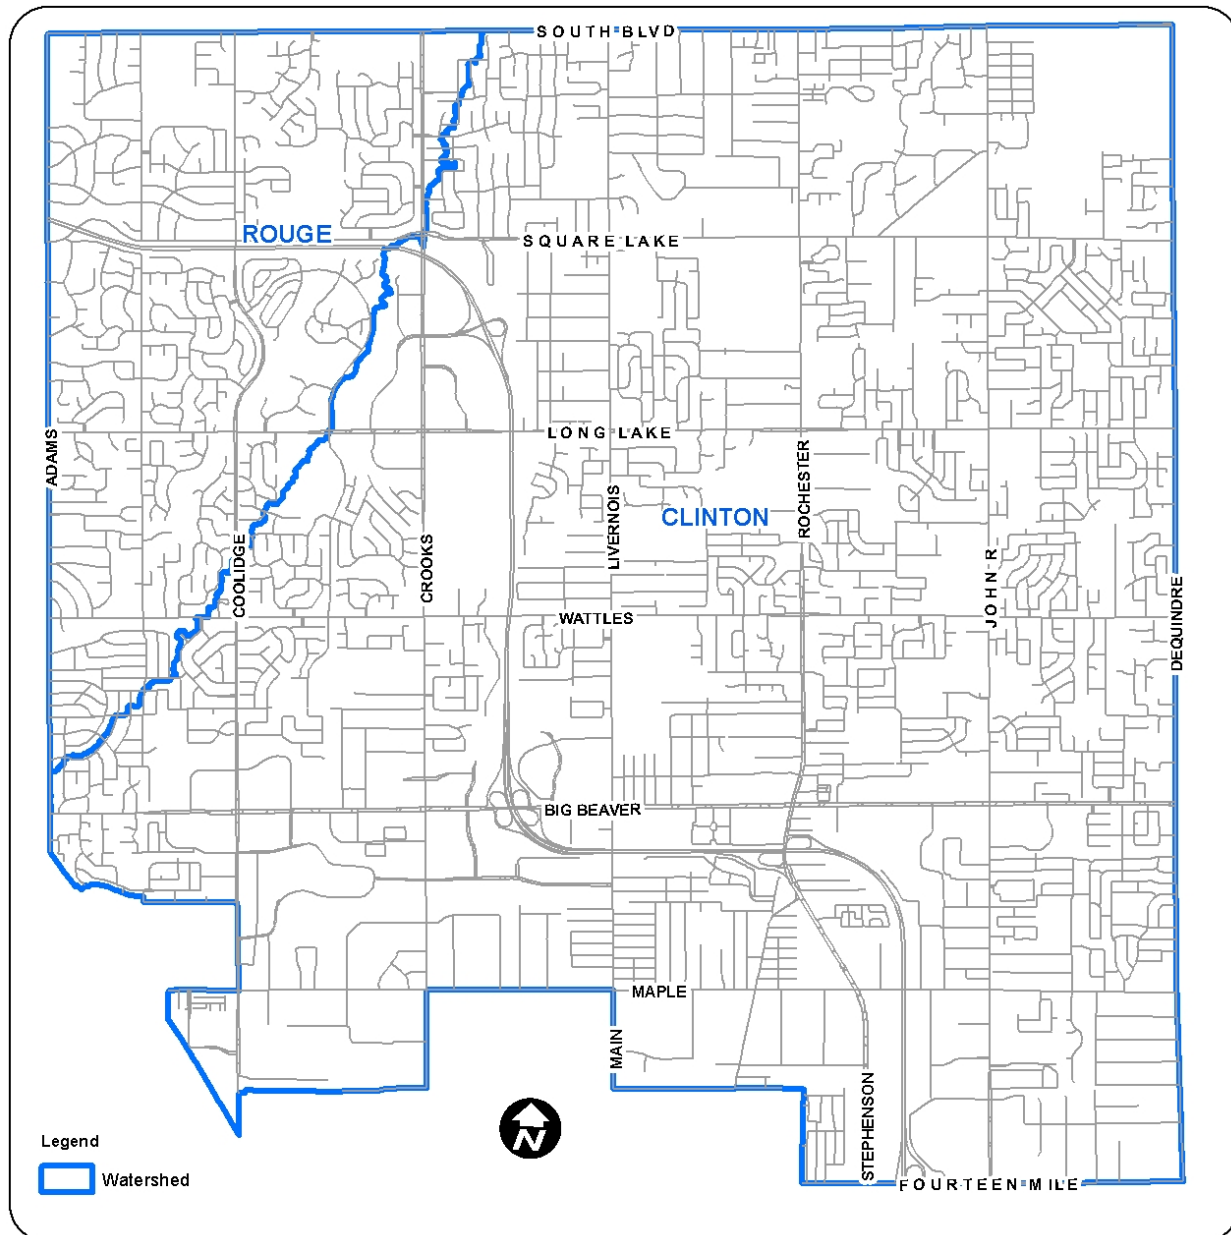 SOUTH BLVD
ROUGE
SQUARE LAKE
ADAMS
LONG LAKE
ROCHESTER
LIVERNOIS
CLINTON
COOLIDGE
CROOKS
JOHN R
DEQUINDRE
WATTLES
BIG BEAVER
MAPLE
MAIN
STEPHENSON
N
Legend
Watershed
FOURTEEN MILE